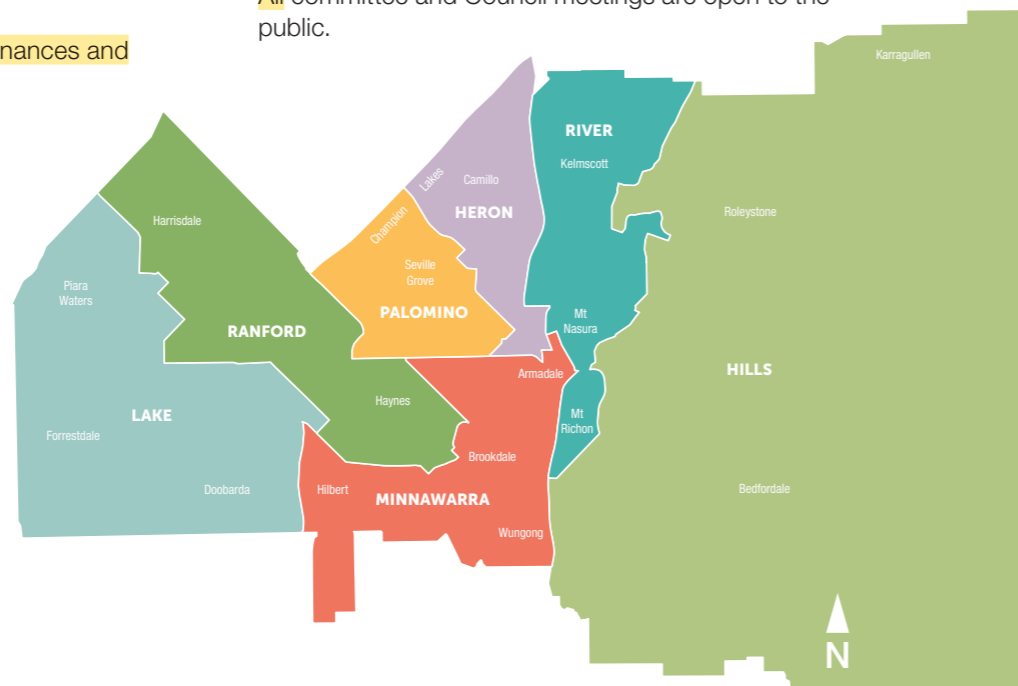 All committee and Council meetings are open to the
public.
nances and
Karragullen
RIVER
Kelmscott
Lakes
Camillo
HERON
Roleystone
Harrisdale
Champion
Seville
Grove
PALOMINO
Piara
Waters
RANFORD
Mt
Nasura
HILLS
Armadale
Haynes
LAKE
Mt
Richon
Forrestdale
Brookdale
Doobarda
Hilbert
MINNAWARRA
Bedfordale
Wungong
N